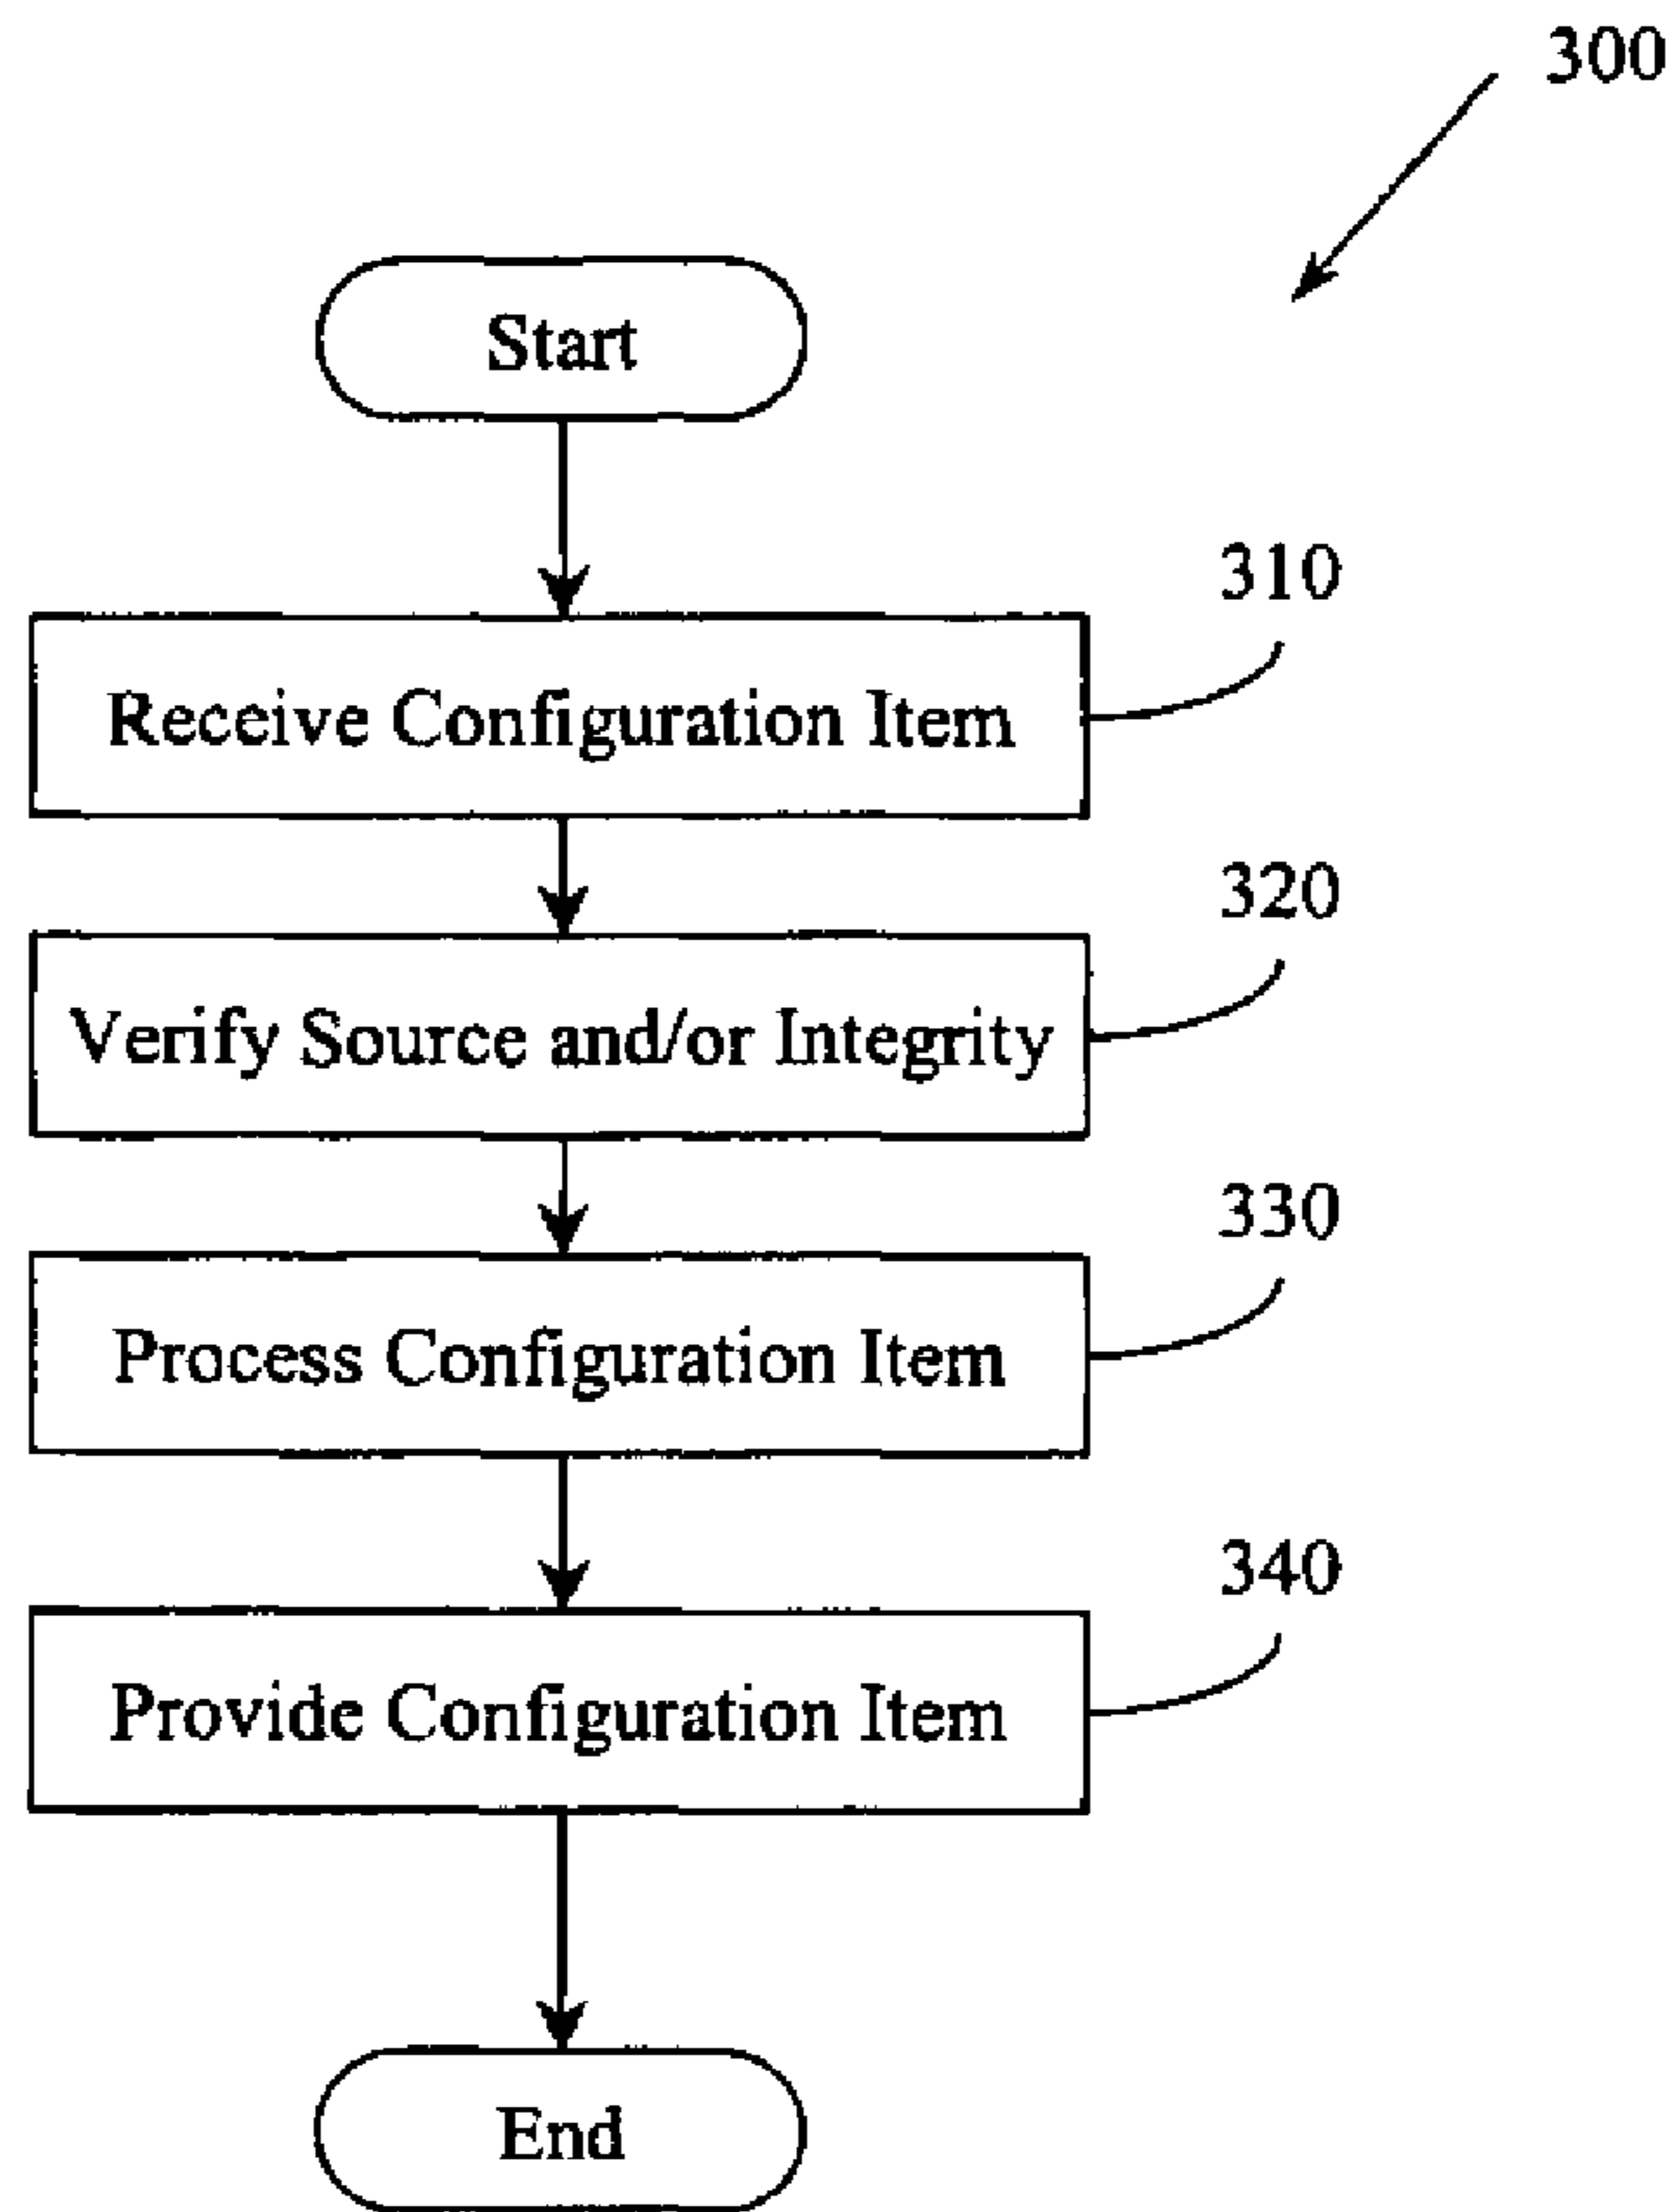 300
Start
310
Receive Configuration Item
320
Verify Source and/or Integrity
330
Process Configuration Item
340
Provide Configuration Item
End